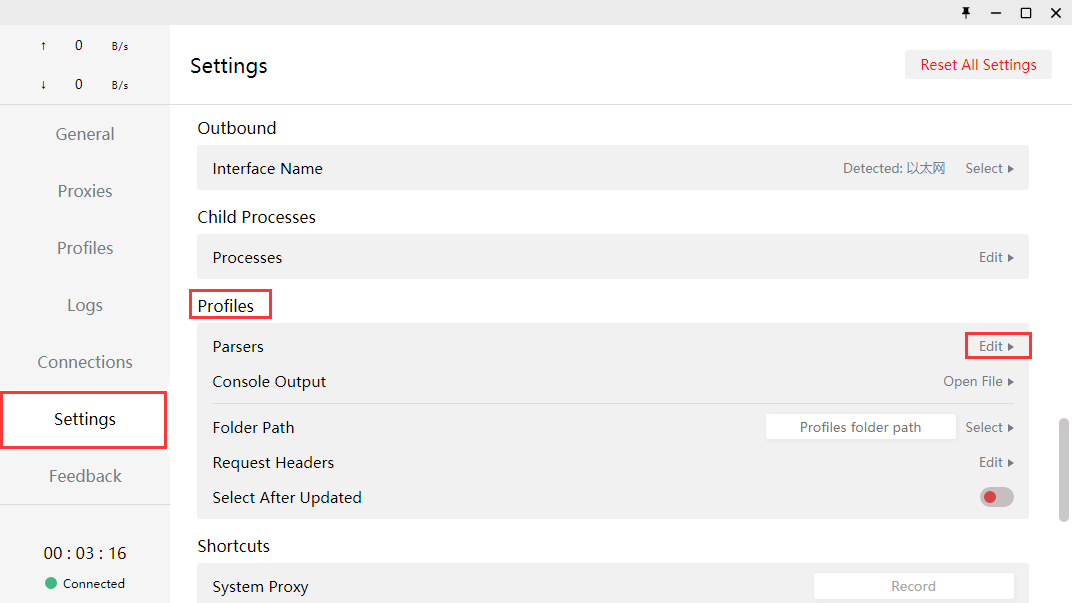 ↑ 0 B/s
↓ 0 B/s
General
Proxies
Profiles
Logs
Connections
Settings
Feedback
00 : 03 : 16
Connected
Settings
Reset All Settings
Outbound
Interface Name Detected: 以太网 Select
Child Processes
Processes Edit
Profiles
Parsers Edit
Console Output Open File
Folder Path Profiles folder path Select
Request Headers Edit
Select After Updated
Shortcuts
System Proxy Record